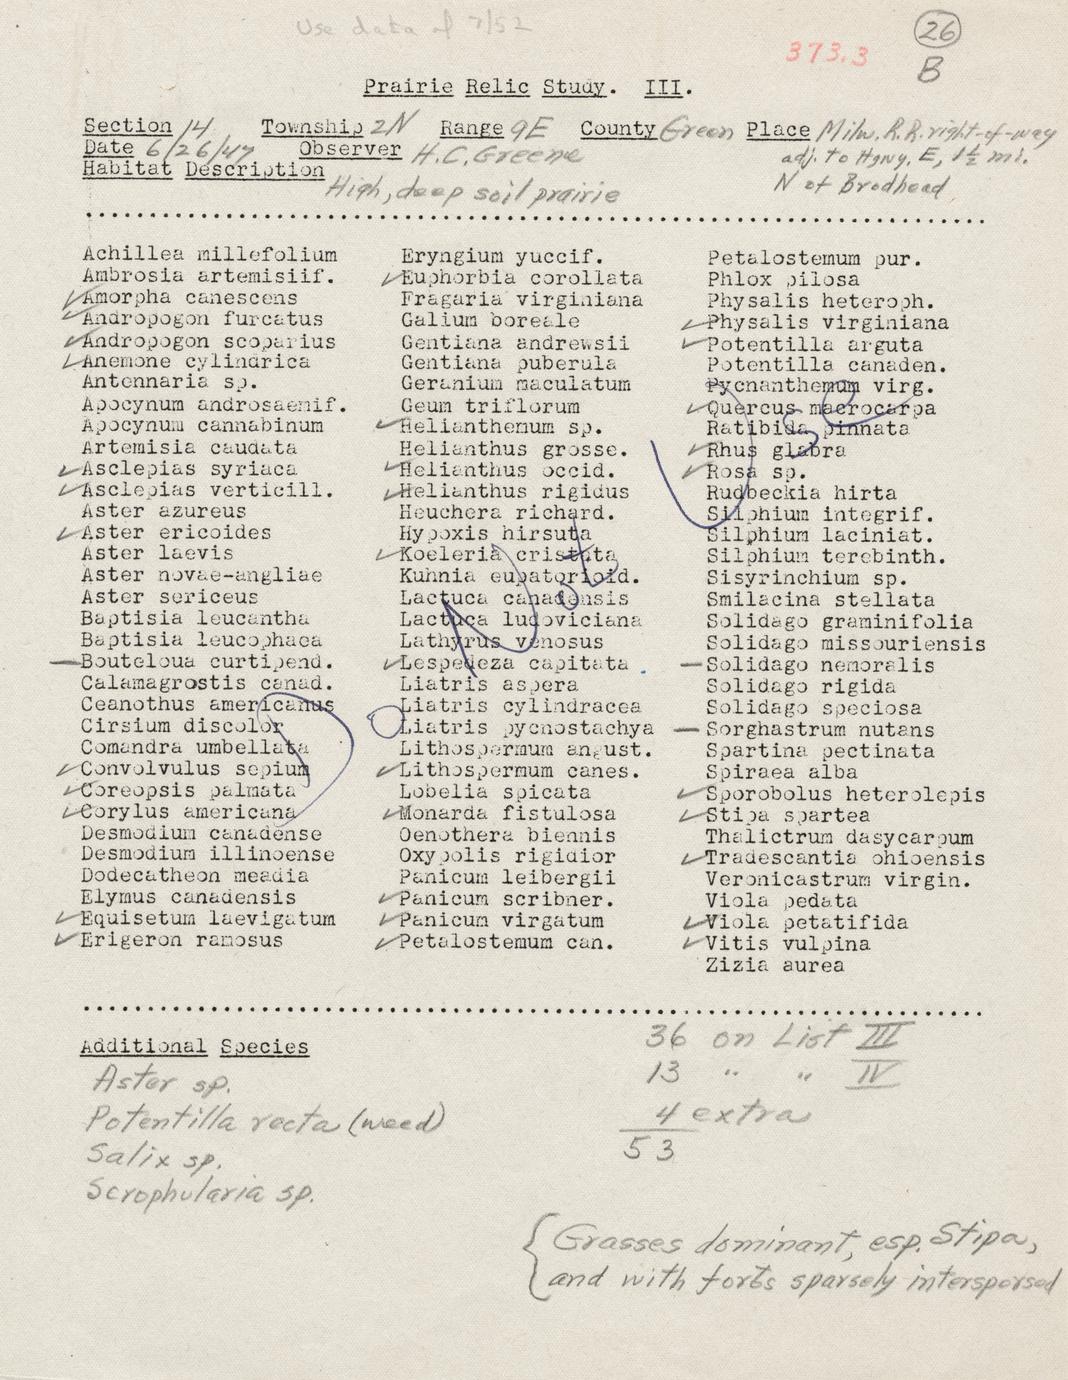 Use data of 7/52
373.3
26
B
Prairie Relic Study. III.
Section 14 Township 2N Range 9E County Green Place Milw. R.R. right-of-way
Date 6/26/47 Observer H.C. Greene adj. to Hgwy. E, 1½ mi.
Habitat Description High, deep soil prairie N of Brodhead
Achillea millefolium
Ambrosia artemisiif.
✓Amorpha canescens
✓Andropogon furcatus
✓Andropogon scoparius
✓Anemone cylindrica
Antennaria sp.
Apocynum androsaemif.
Apocynum cannabinum
Artemisia caudata
✓Asclepias syriaca
✓Asclepias verticill.
Aster azureus
✓Aster ericoides
Aster laevis
Aster novae-angliae
Aster sericeus
Baptisia leucantha
Baptisia leucophaea
—Bouteloua curtipend.
Calamagrostis canad.
Ceanothus americanus
Cirsium discolor
Comandra umbellata
✓Convolvulus sepium
✓Coreopsis palmata
✓Corylus americana
Desmodium canadense
Desmodium illinoense
Dodecatheon meadia
Elymus canadensis
✓Equisetum laevigatum
✓Erigeron ramosus
Eryngium yuccif.
✓Euphorbia corollata
Fragaria virginiana
Galium boreale
Gentiana andrewsii
Gentiana puberula
Geranium maculatum
Geum triflorum
✓Helianthemum sp.
Helianthus grosse.
✓Helianthus occid.
✓Helianthus rigidus
Heuchera richard.
Hypoxis hirsuta
✓Koeleria cristata
Kuhnia eupatorioid.
Lactuca canadensis
Lactuca ludoviciana
Lathyrus venosus
✓Lespedeza capitata
Liatris aspera
Liatris cylindracea
Liatris pycnostachya
Lithospermum angust.
✓Lithospermum canes.
Lobelia spicata
✓Monarda fistulosa
Oenothera biennis
Oxypolis rigidior
Panicum leibergii
✓Panicum scribner.
✓Panicum virgatum
✓Petalostemum can.
Petalostemum pur.
Phlox pilosa
Physalis heteroph.
✓Physalis virginiana
✓Potentilla arguta
Potentilla canaden.
Pycnanthemum virg.
✓Quercus macrocarpa
Ratibida pinnata
✓Rhus glabra
✓Rosa sp.
Rudbeckia hirta
Silphium integrif.
Silphium laciniat.
Silphium terebinth.
Sisyrinchium sp.
Smilacina stellata
Solidago graminifolia
Solidago missouriensis
—Solidago nemoralis
Solidago rigida
Solidago speciosa
—Sorghastrum nutans
Spartina pectinata
Spiraea alba
✓Sporobolus heterolepis
✓Stipa spartea
Thalictrum dasycarpum
✓Tradescantia ohioensis
Veronicastrum virgin.
Viola pedata
✓Viola petatifida
✓Vitis vulpina
Zizia aurea
Do Not Use
Additional Species
Aster sp.
Potentilla recta (weed)
Salix sp.
Scrophularia sp.
36 on List III
13 " " IV
4 extra
53
{Grasses dominant, esp. Stipa,
and with forbs sparsely interspersed